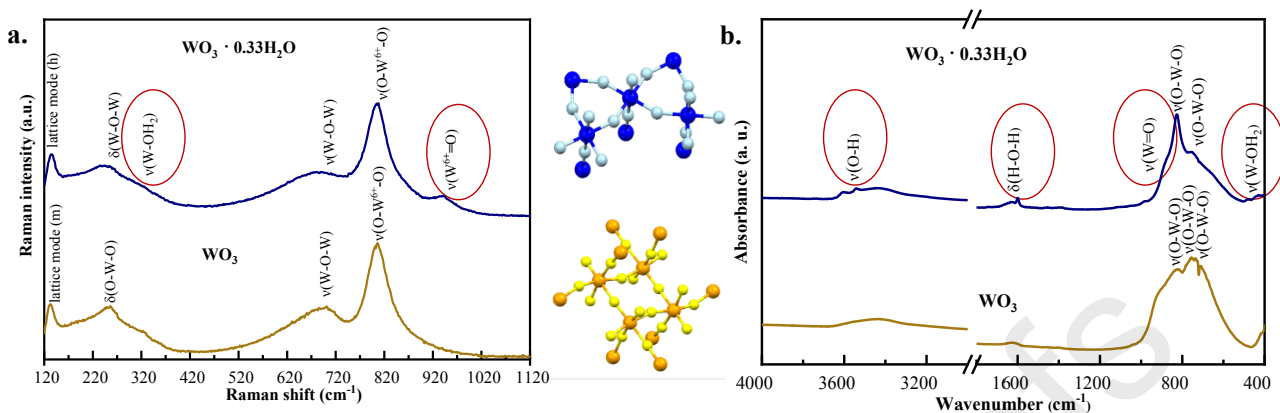 a.
WO3 · 0.33H2O
Raman intensity (a.u.)
lattice mode (h)
δ(W-O-W)
ν(W-OH2)
ν(W-O-W)
ν(O-W6+-O)
ν(W6+=O)
WO3
lattice mode (m)
δ(O-W-O)
ν(W-O-W)
ν(O-W6+-O)
120 220 320 420 520 620 720 820 920 1020 1120
Raman shift (cm-1)
b.
WO3 · 0.33H2O
Absorbance (a. u.)
ν(O-H)
δ(H-O-H)
ν(W=O)
ν(O-W-O)
ν(O-W-O)
ν(W-OH2)
WO3
ν(O-W-O)
ν(O-W-O)
ν(O-W-O)
4000 3600 3200 1600 1200 800 400
Wavenumber (cm-1)
fs